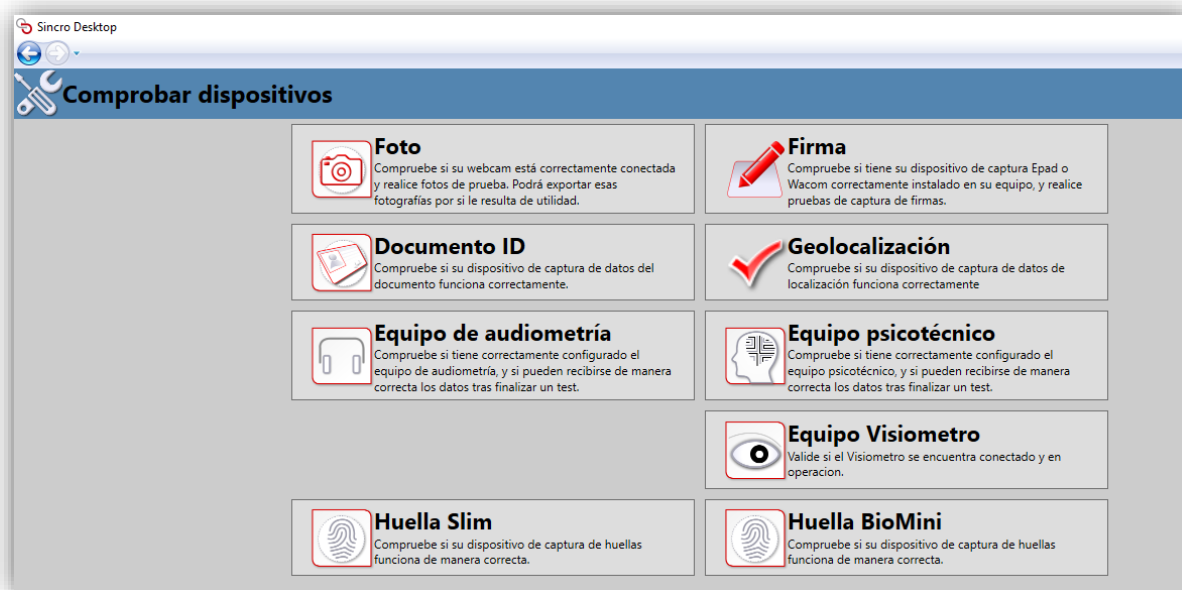 Sincro Desktop
Comprobar dispositivos
Foto
Compruebe si su webcam está correctamente conectada
y realice fotos de prueba. Podrá exportar esas
fotografías por si le resulta de utilidad.
Firma
Compruebe si tiene su dispositivo de captura Epad o
Wacom correctamente instalado en su equipo, y realice
pruebas de captura de firmas.
Documento ID
Compruebe si su dispositivo de captura de datos del
documento funciona correctamente.
Geolocalización
Compruebe si su dispositivo de captura de datos de
localización funciona correctamente
Equipo de audiometría
Compruebe si tiene correctamente configurado el
equipo de audiometría, y si pueden recibirse de manera
correcta los datos tras finalizar un test.
Equipo psicotécnico
Compruebe si tiene correctamente configurado el
equipo psicotécnico, y si pueden recibirse de manera
correcta los datos tras finalizar un test.
Equipo Visiometro
Valide si el Visiometro se encuentra conectado y en
operacion.
Huella Slim
Compruebe si su dispositivo de captura de huellas
funciona de manera correcta.
Huella BioMini
Compruebe si su dispositivo de captura de huellas
funciona de manera correcta.